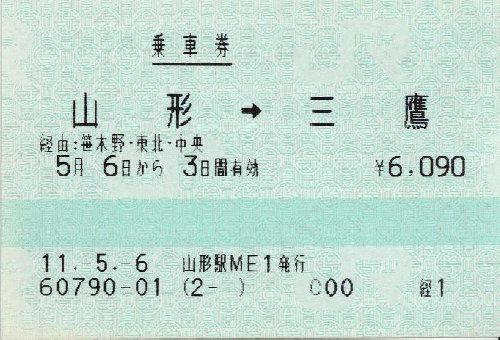 乗車券
山形 → 三鷹
経由:笹木野・東北・中央
5月 6日から 3日間有効 ¥6,090
11.-5.-6 山形駅ME1発行
60790-01 (2- ) C00 経1